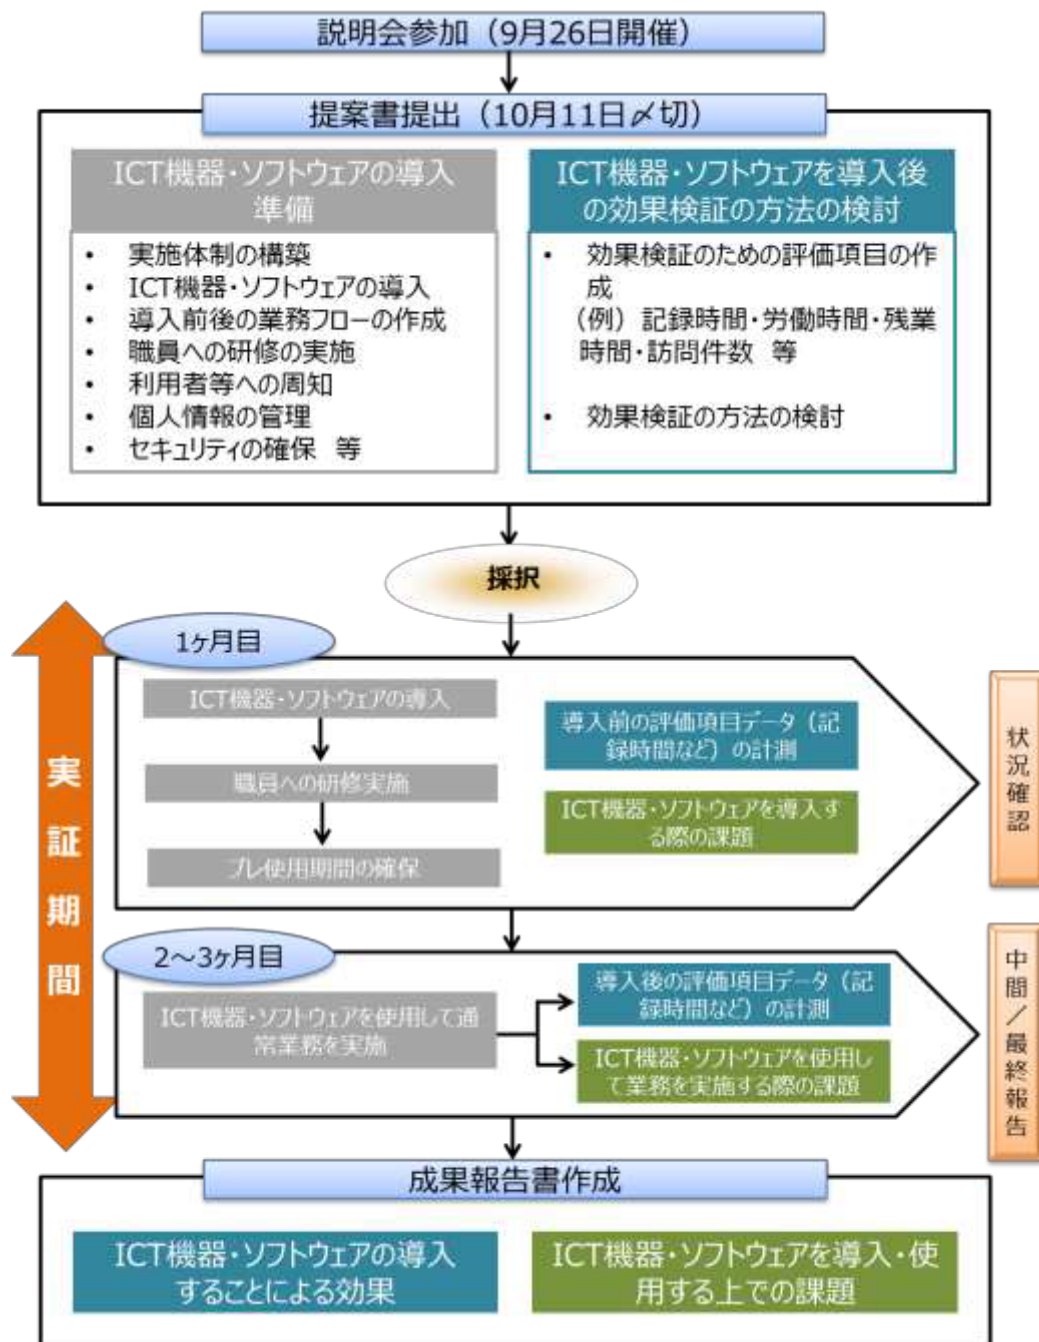 説明会参加（9月26日開催）
提案書提出（10月11日〆切）
ICT機器・ソフトウェアの導入
準備
・ 実施体制の構築
・ ICT機器・ソフトウェアの導入
・ 導入前後の業務フローの作成
・ 職員への研修の実施
・ 利用者等への周知
・ 個人情報の管理
・ セキュリティの確保　等
ICT機器・ソフトウェアを導入後
の効果検証の方法の検討
・ 効果検証のための評価項目の作
成
（例）記録時間・労働時間・残業
時間・訪問件数　等
・ 効果検証の方法の検討
採択
実証期間
1ヶ月目
ICT機器・ソフトウェアの導入
職員への研修実施
プレ使用期間の確保
導入前の評価項目データ（記
録時間など）の計測
ICT機器・ソフトウェアを導入す
る際の課題
状況確認
2～3ヶ月目
ICT機器・ソフトウェアを使用して通
常業務を実施
導入後の評価項目データ（記
録時間など）の計測
ICT機器・ソフトウェアを使用し
て業務を実施する際の課題
中間／最終報告
成果報告書作成
ICT機器・ソフトウェアの導入
することによる効果
ICT機器・ソフトウェアを導入・使
用する上での課題